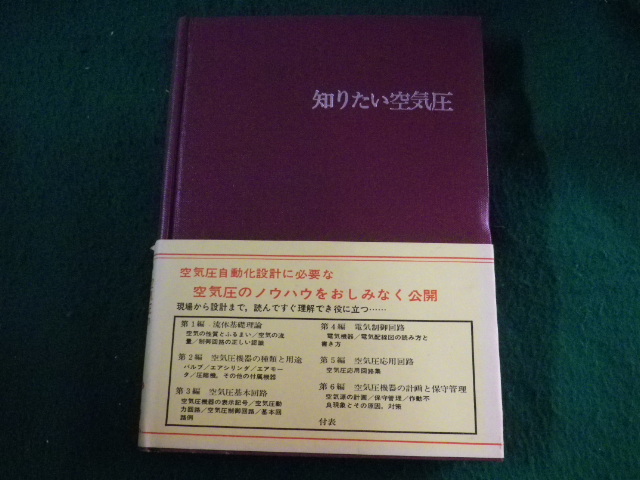 知りたい空気圧
空気圧自動化設計に必要な
空気圧のノウハウをおしみなく公開
現場から設計まで，読んですぐ理解でき役に立つ……
第1編 流体基礎理論
空気の性質とふるまい／空気の流
量／制御回路の正しい認識
第2編 空気圧機器の種類と用途
バルブ／エアシリンダ／エアモー
タ／圧縮機，その他の付属機器
第3編 空気圧基本回路
空気圧機器の表示記号／空気圧動
力回路／空気圧制御回路／基本回
路例
第4編 電気制御回路
電気機器／電気配線図の読み方と
書き方
第5編 空気圧応用回路
空気圧応用回路集
第6編 空気圧機器の計画と保守管理
空気源の計画／保守管理／作動不
良現象とその原因，対策
付表